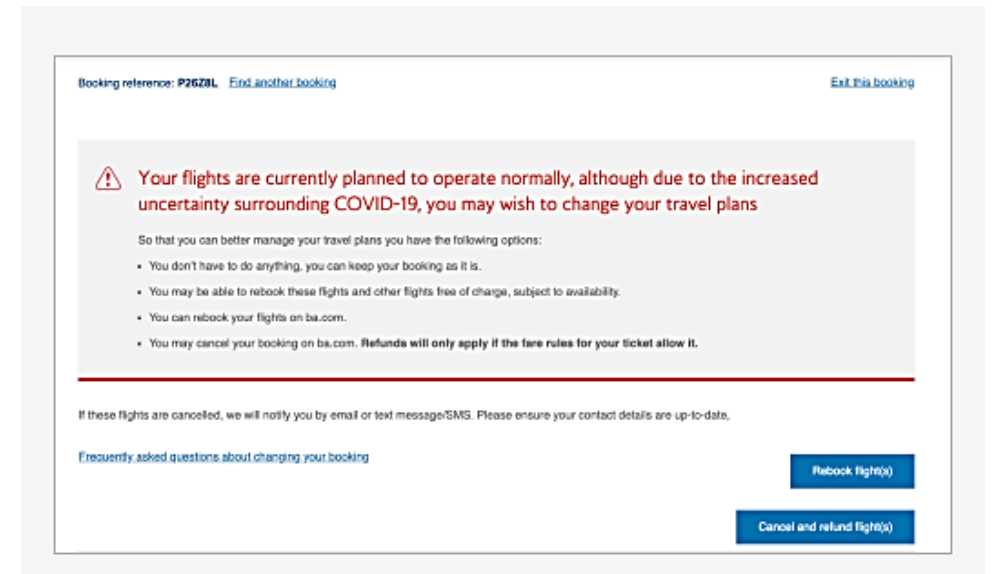 Booking reference: P26Z8L Find another booking Exit this booking
Your flights are currently planned to operate normally, although due to the increased
uncertainty surrounding COVID-19, you may wish to change your travel plans
So that you can better manage your travel plans you have the following options:
• You don't have to do anything, you can keep your booking as it is.
• You may be able to rebook these flights and other flights free of charge, subject to availability.
• You can rebook your flights on ba.com.
• You may cancel your booking on ba.com. Refunds will only apply if the fare rules for your ticket allow it.
If these flights are cancelled, we will notify you by email or text message/SMS. Please ensure your contact details are up-to-date.
Frequently asked questions about changing your booking
Rebook flight(s)
Cancel and refund flight(s)